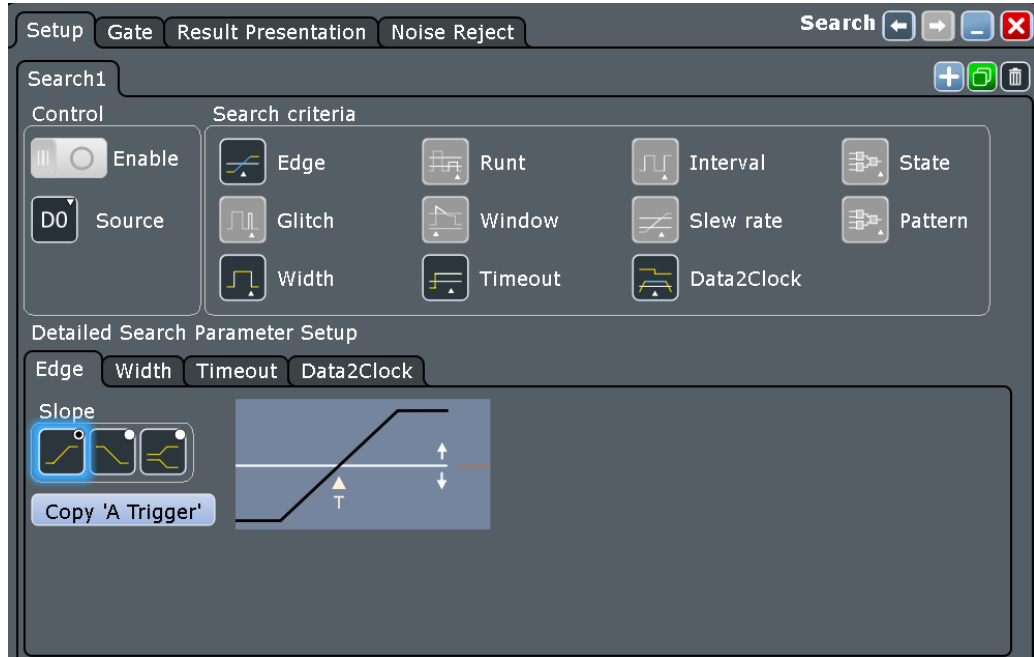 Setup Gate Result Presentation Noise Reject Search
Search1
Control Search criteria
Enable Edge Runt Interval State
D0 Source Glitch Window Slew rate Pattern
Width Timeout Data2Clock
Detailed Search Parameter Setup
Edge Width Timeout Data2Clock
Slope
T
Copy 'A Trigger'